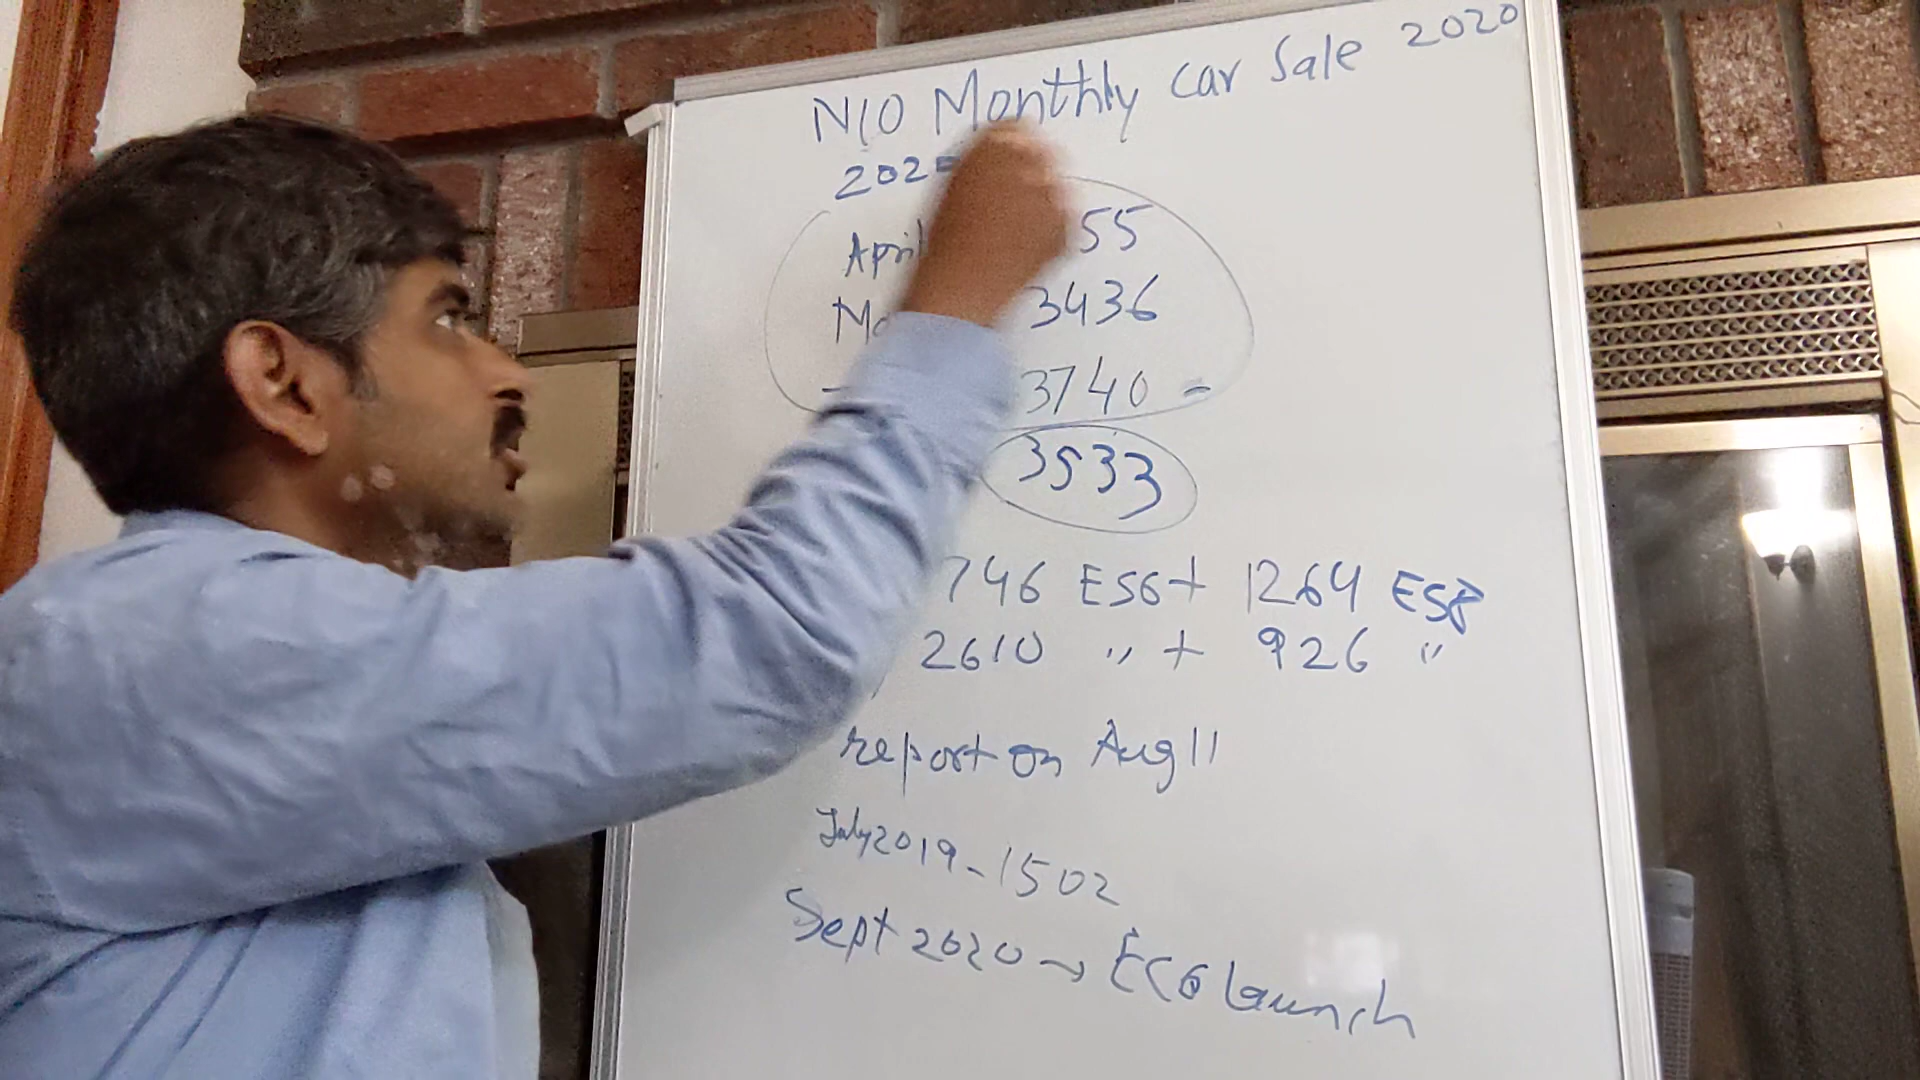 NIO Monthly Car Sale 2020
2020
April 55
3436
3740 -
3533
746 ES6 + 1264 ES8
2610 " + 926 "
report on Aug 11
July 2019 - 1502
Sept 2020 → EC6 Launch